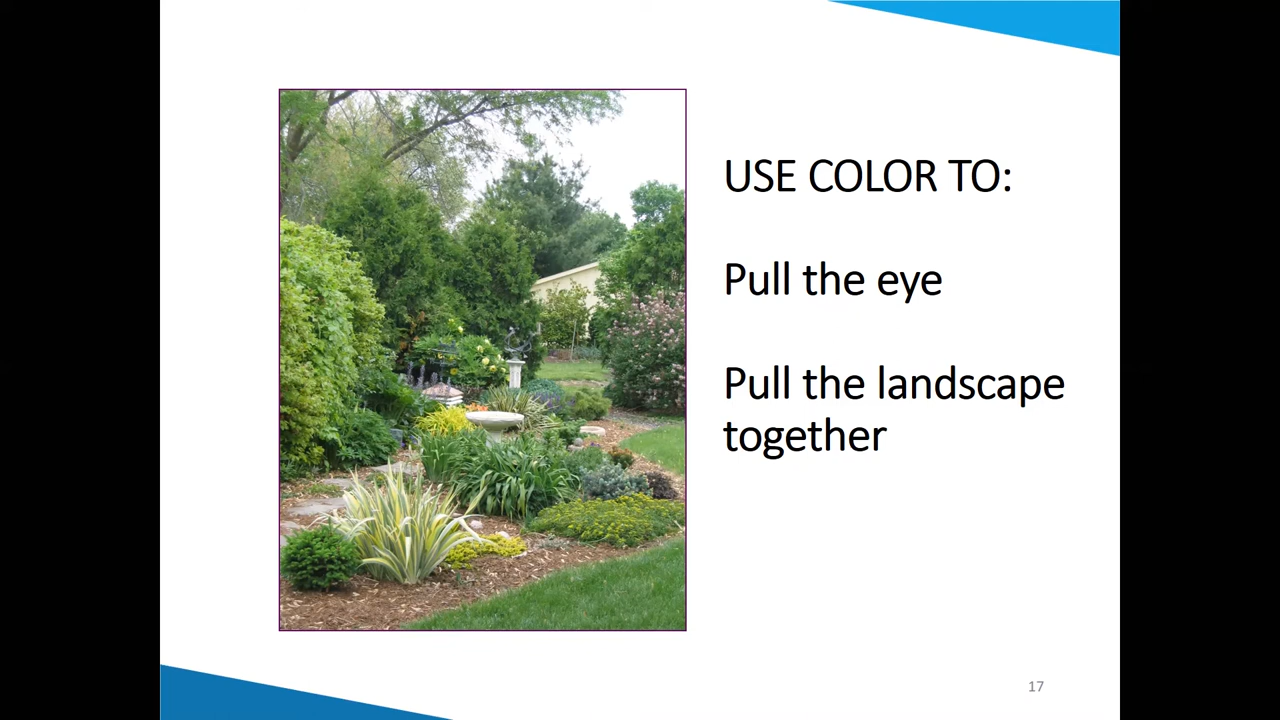 USE COLOR TO:
Pull the eye
Pull the landscape
together
17